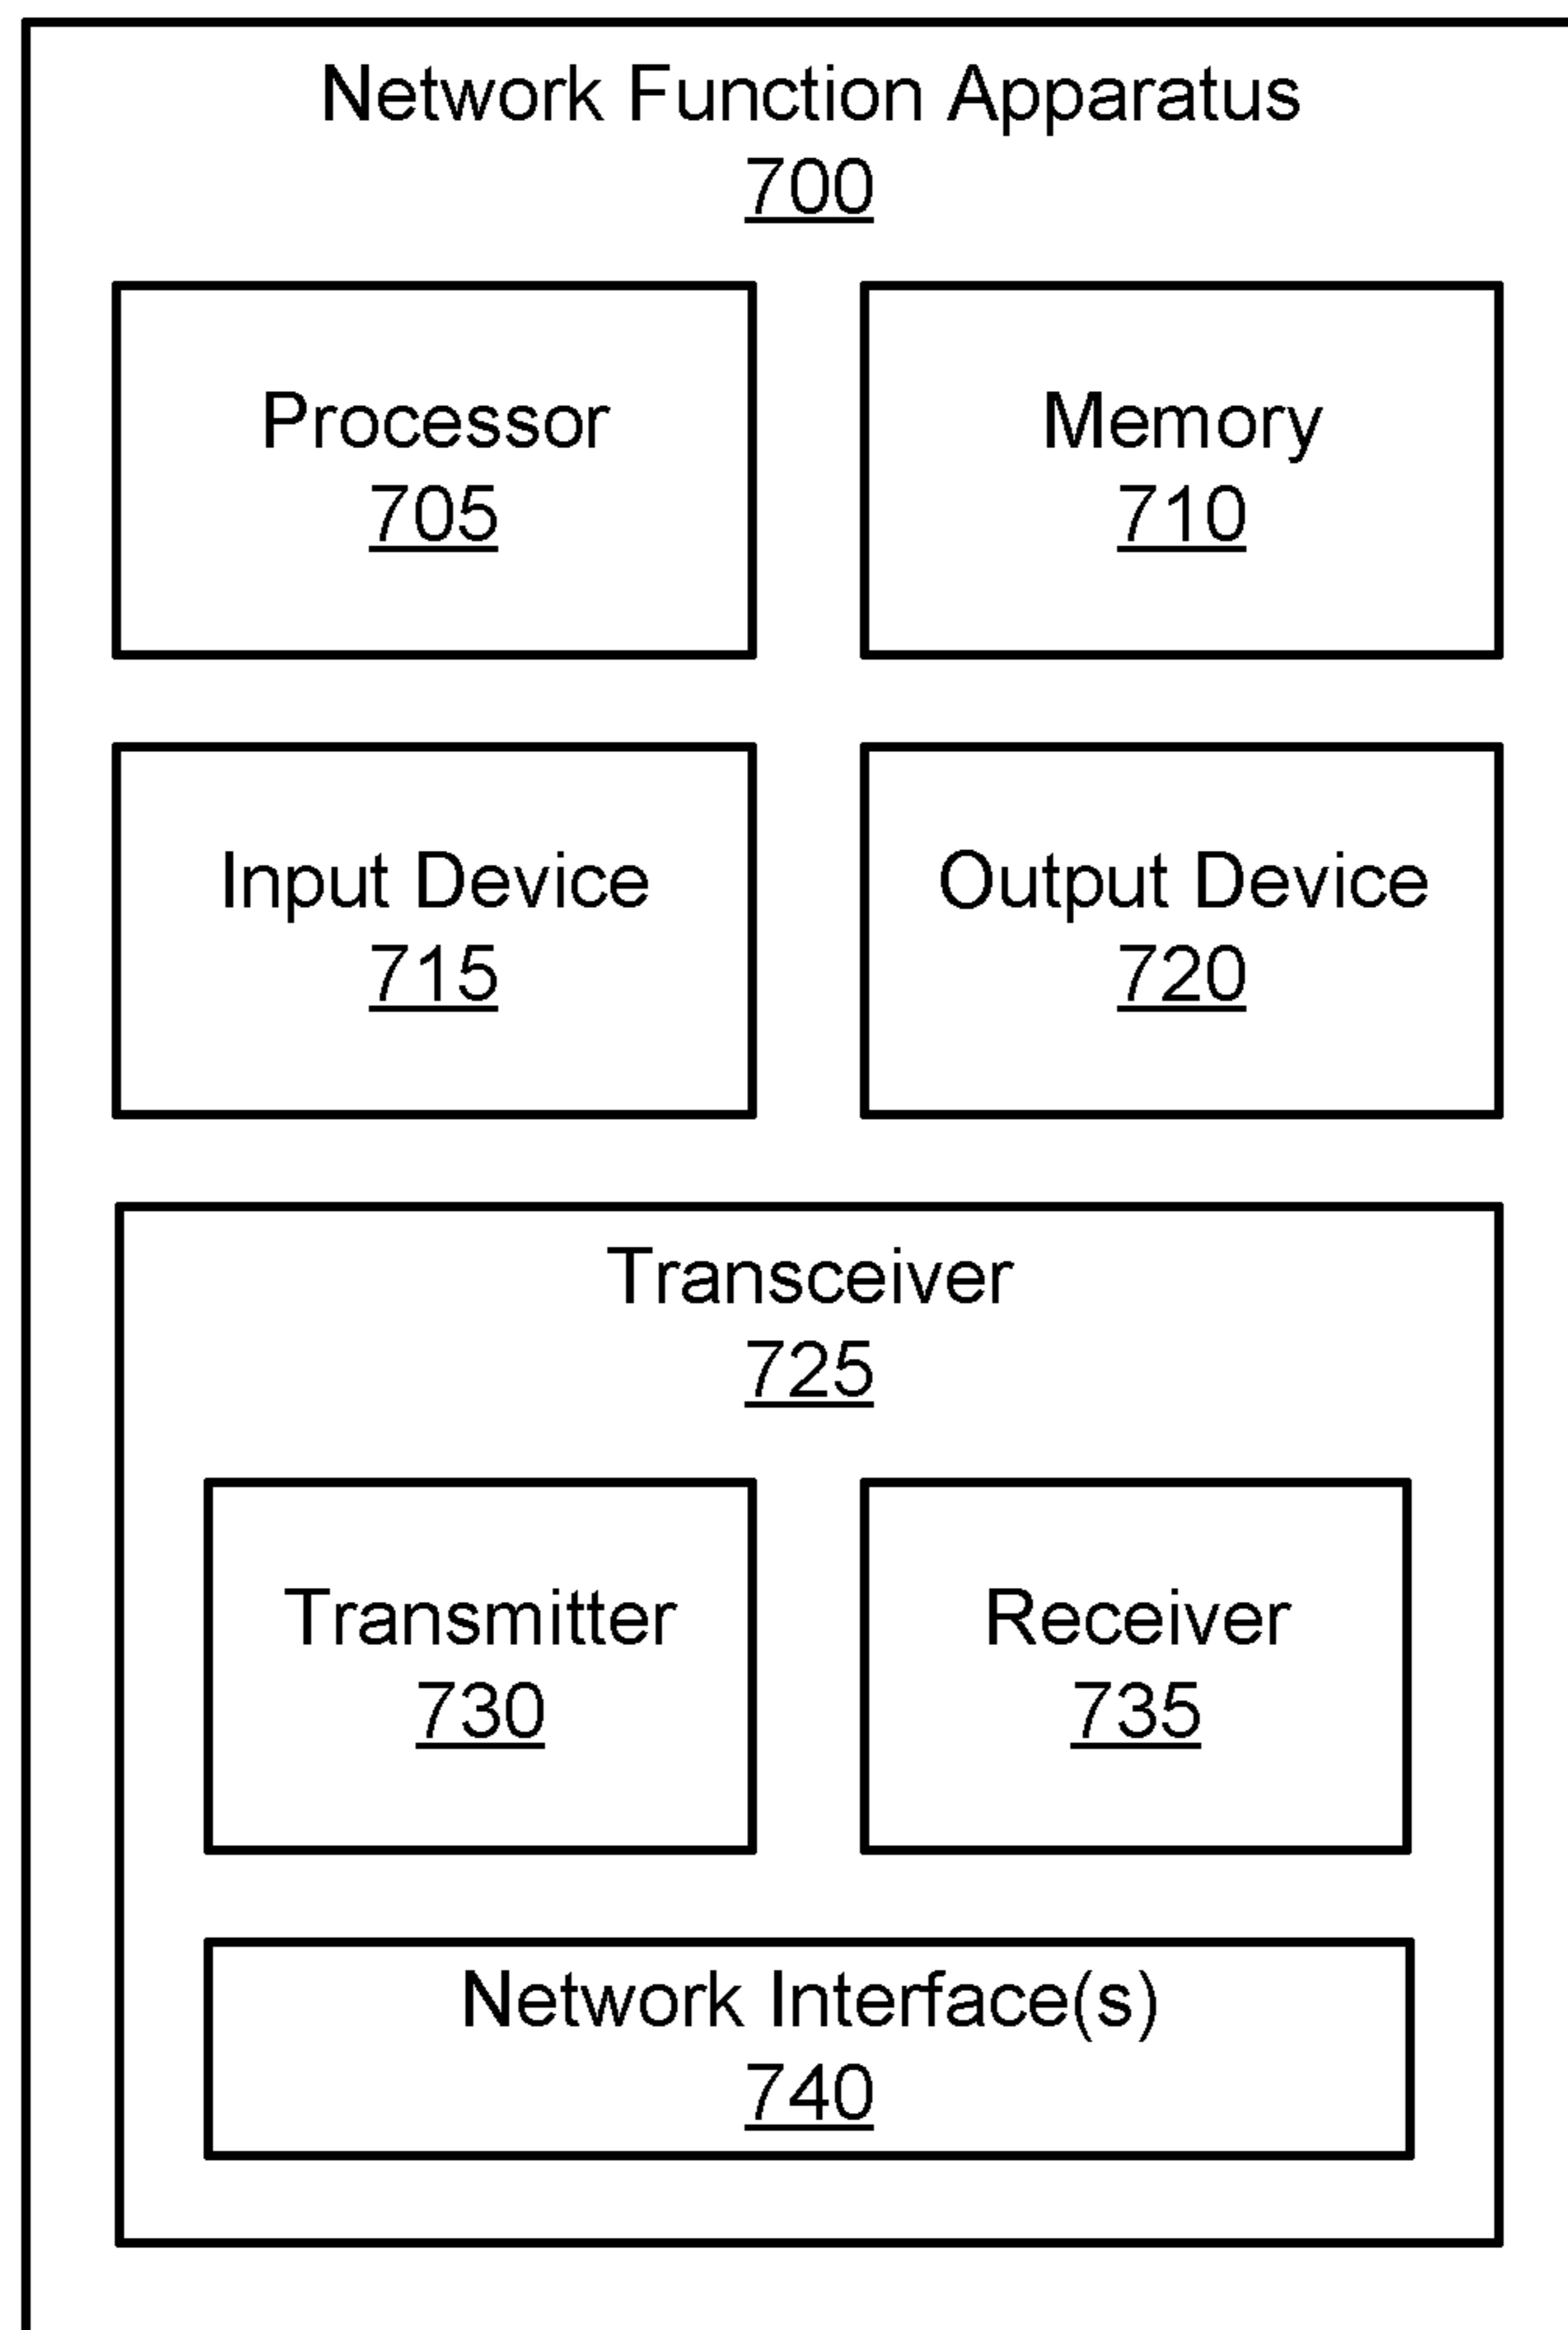 Network Function Apparatus
700
Processor
705
Memory
710
Input Device
715
Output Device
720
Transceiver
725
Transmitter
730
Receiver
735
Network Interface(s)
740